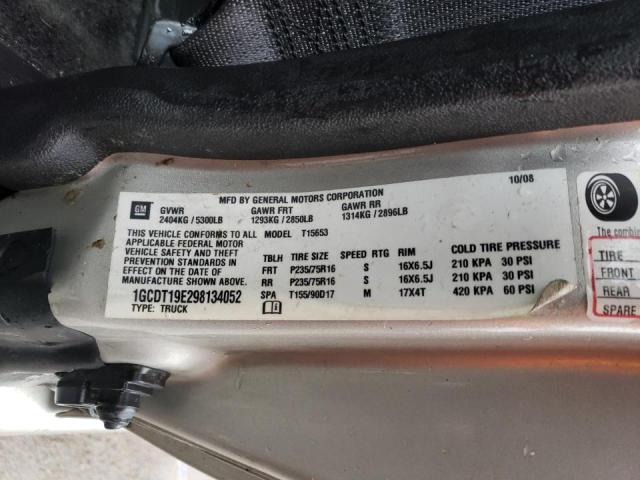 MFD BY GENERAL MOTORS CORPORATION
10/08
GM
GVWR GAWR FRT GAWR RR
2404KG / 5300LB 1293KG / 2850LB 1314KG / 2896LB
THIS VEHICLE CONFORMS TO ALL MODEL T15653
APPLICABLE FEDERAL MOTOR
VEHICLE SAFETY, BUMPER, AND THEFT
PREVENTION STANDARDS IN
EFFECT ON THE DATE OF
MANUFACTURE SHOWN ABOVE.
1GCDT19E298134052
TYPE: TRUCK
TBLH TIRE SIZE SPEED RTG RIM COLD TIRE PRESSURE
FRT P235/75R16 S 16X6.5J 210 KPA 30 PSI
RR P235/75R16 S 16X6.5J 210 KPA 30 PSI
SPA T155/90D17 M 17X4T 420 KPA 60 PSI
The combine
TIRE
FRONT
REAR
SPARE